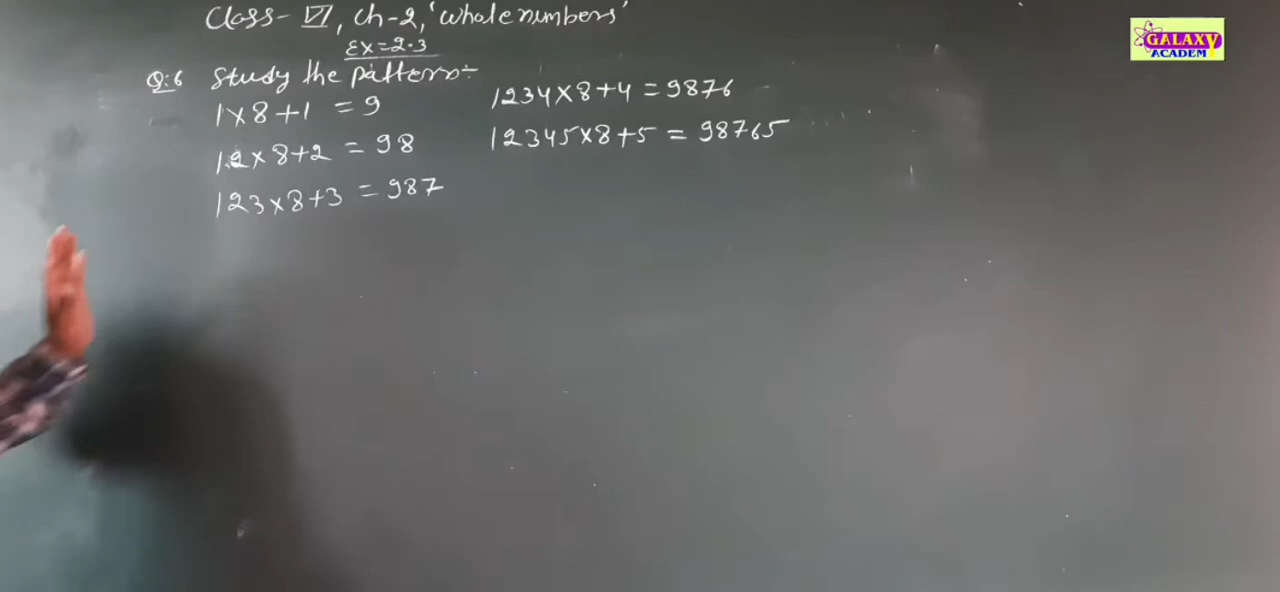 Class- VI, ch-2, 'Whole numbers'
Ex=2.3
Q.6 Study the pattern:-
1×8+1 = 9
12×8+2 = 98
123×8+3 = 987
1234×8+4 = 9876
12345×8+5 = 98765
GALAXY
ACADEM